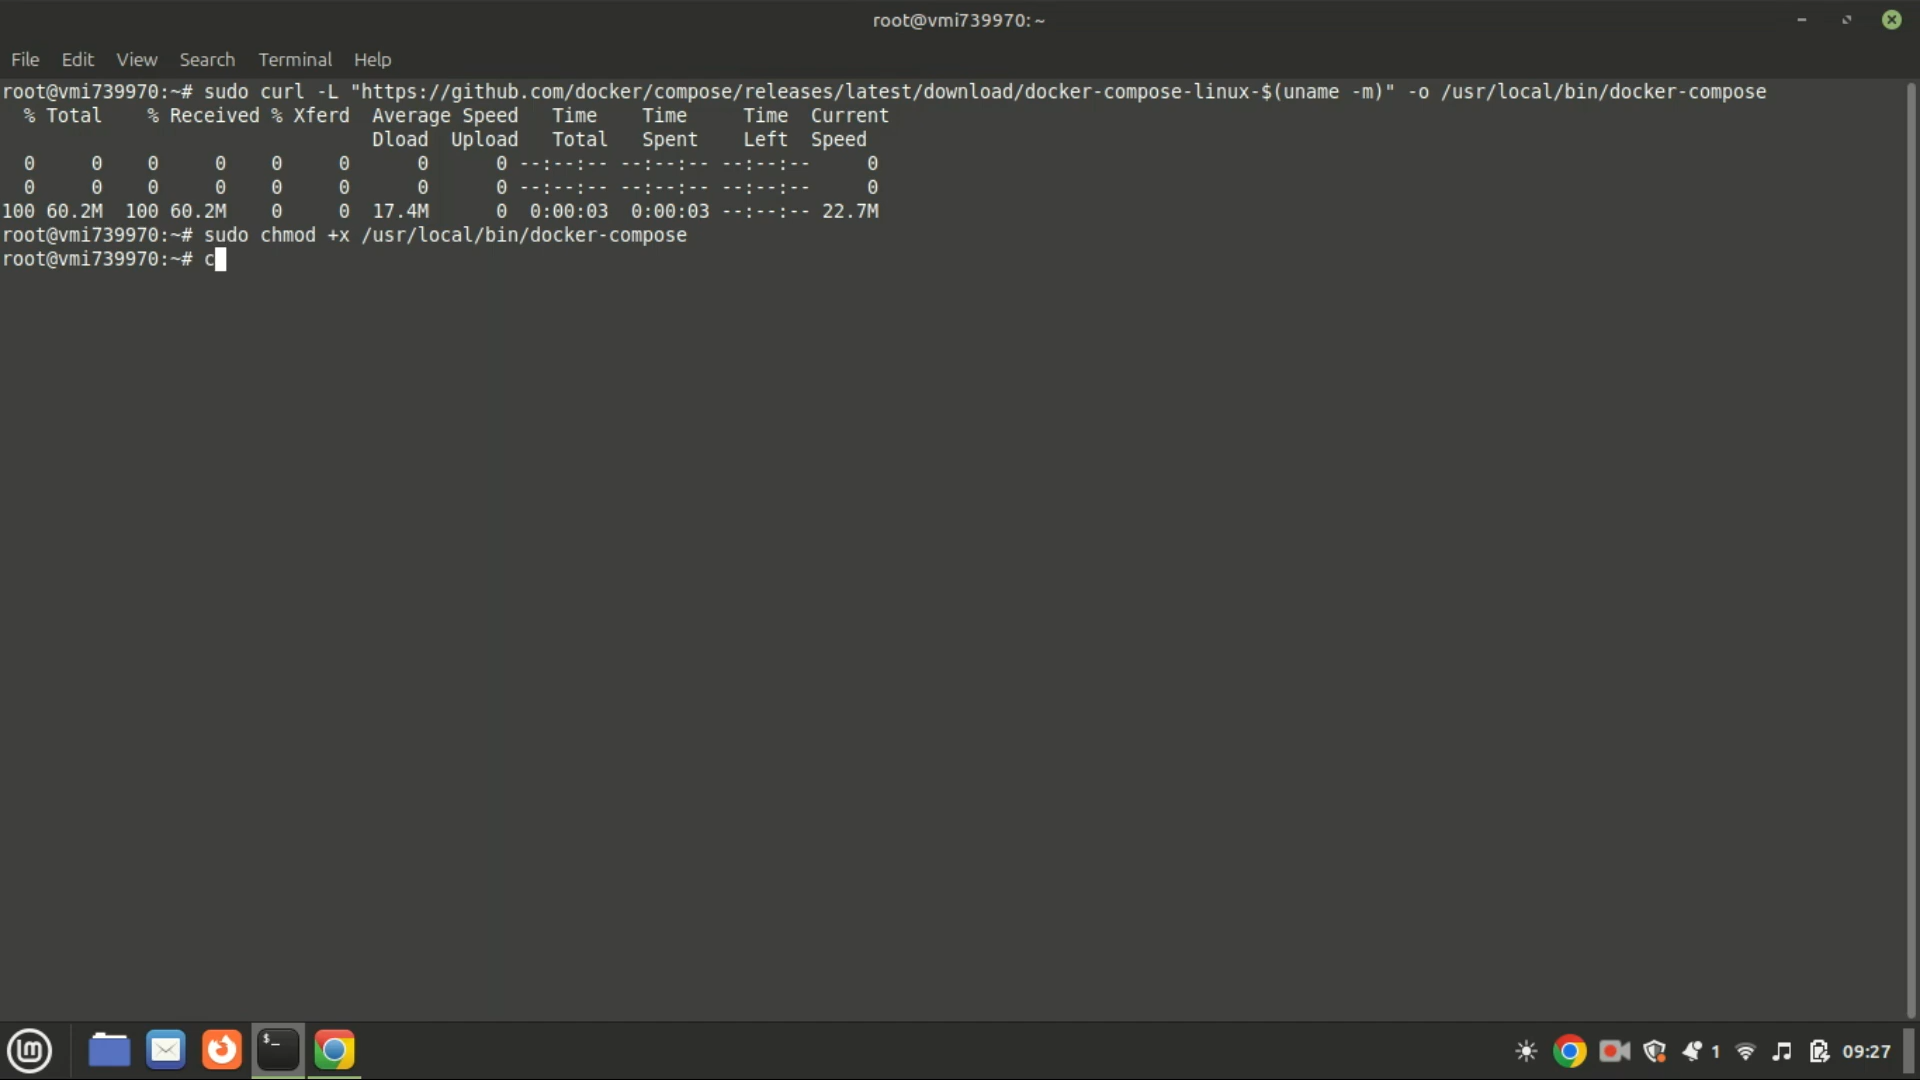 root@vmi739970:~
File Edit View Search Terminal Help
root@vmi739970:~# sudo curl -L "https://github.com/docker/compose/releases/latest/download/docker-compose-linux-$(uname -m)" -o /usr/local/bin/docker-compose
  % Total    % Received % Xferd  Average Speed   Time    Time     Time  Current
                                 Dload  Upload   Total   Spent    Left  Speed
  0     0    0     0    0     0      0      0 --:--:-- --:--:-- --:--:--     0
  0     0    0     0    0     0      0      0 --:--:-- --:--:-- --:--:--     0
100 60.2M  100 60.2M    0     0  17.4M      0  0:00:03  0:00:03 --:--:-- 22.7M
root@vmi739970:~# sudo chmod +x /usr/local/bin/docker-compose
root@vmi739970:~# c
$_
1
09:27